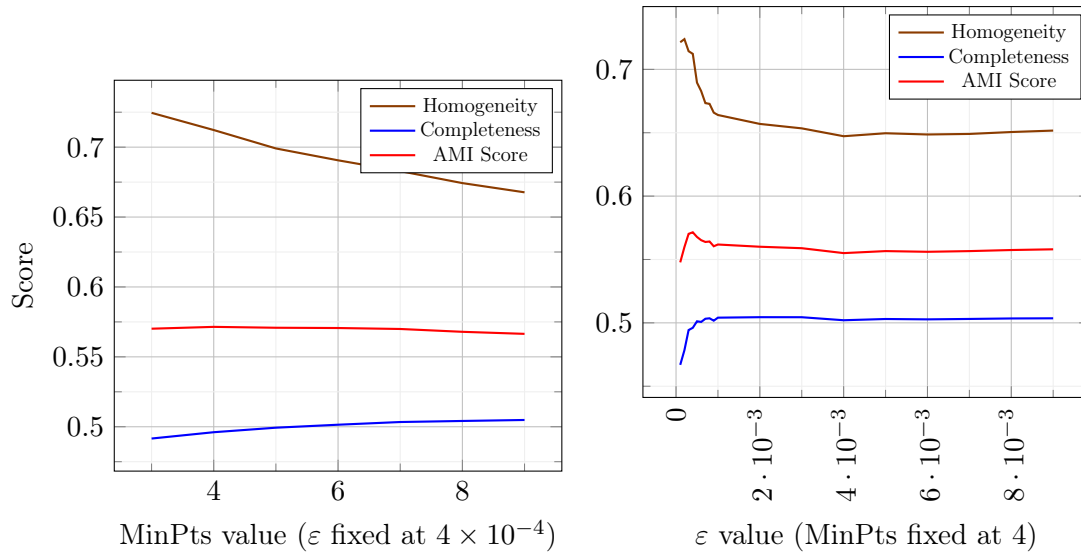 Homogeneity
Completeness
AMI Score
0.7
0.65
0.6
0.55
0.5
Score
4 6 8
MinPts value (ε fixed at 4 × 10⁻⁴)
Homogeneity
Completeness
AMI Score
0.7
0.6
0.5
0
2 · 10⁻³
4 · 10⁻³
6 · 10⁻³
8 · 10⁻³
ε value (MinPts fixed at 4)